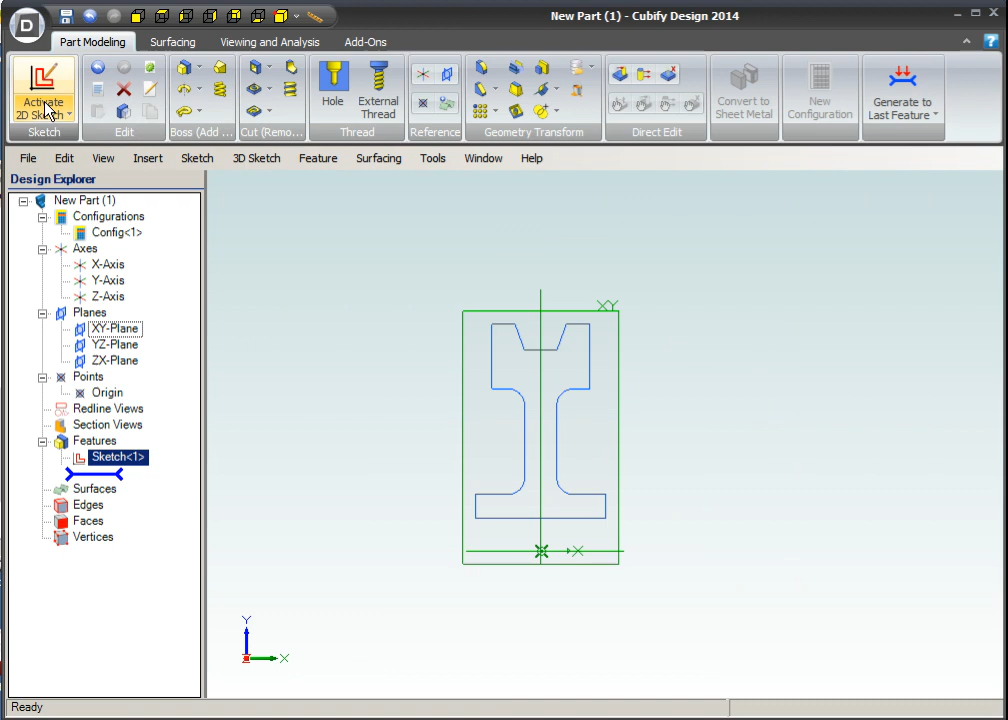 New Part (1) - Cubify Design 2014
D
Part Modeling Surfacing Viewing and Analysis Add-Ons
Activate
2D Sketch
Hole
External
Thread
Convert to
Sheet Metal
New
Configuration
Generate to
Last Feature
Sketch Edit Boss (Add ... Cut (Remo... Thread Reference Geometry Transform Direct Edit
File Edit View Insert Sketch 3D Sketch Feature Surfacing Tools Window Help
Design Explorer
New Part (1)
Configurations
Config<1>
Axes
X-Axis
Y-Axis
Z-Axis
Planes
XY-Plane
YZ-Plane
ZX-Plane
Points
Origin
Redline Views
Section Views
Features
Sketch<1>
Surfaces
Edges
Faces
Vertices
XY
X
Y
X
Ready